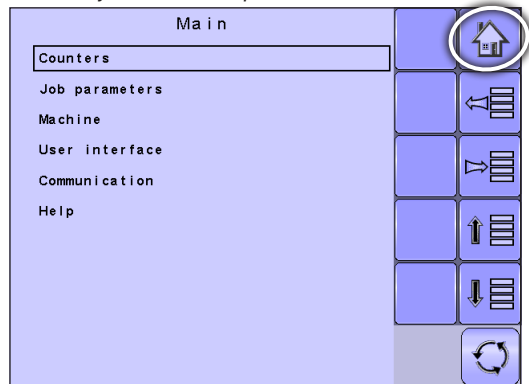 Main
Counters
Job parameters
Machine
User interface
Communication
Help